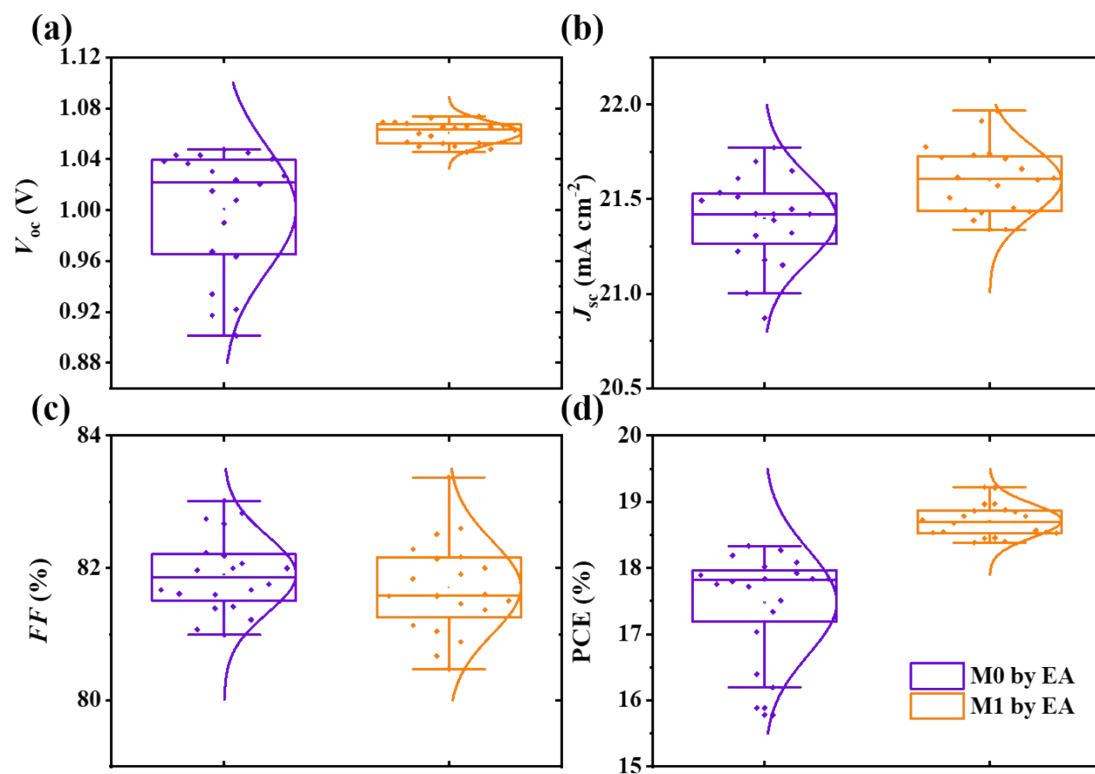 (a)
(b)
1.12
1.08
1.04
1.00
0.96
0.92
0.88
V_oc (V)
22.0
21.5
21.0
20.5
J_sc (mA cm⁻²)
(c)
(d)
84
83
82
81
80
FF (%)
20
19
18
17
16
15
PCE (%)
M0 by EA
M1 by EA